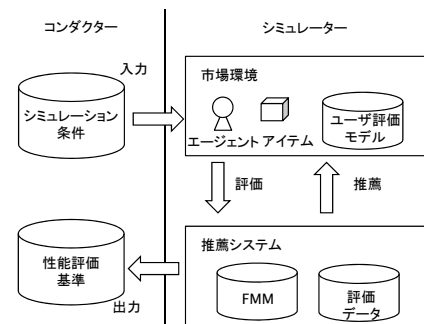 コンダクター
シミュレーター
入力
シミュレーション
条件
市場環境
エージェント
アイテム
ユーザ評価
モデル
評価
推薦
性能評価
基準
出力
推薦システム
FMM
評価
データ